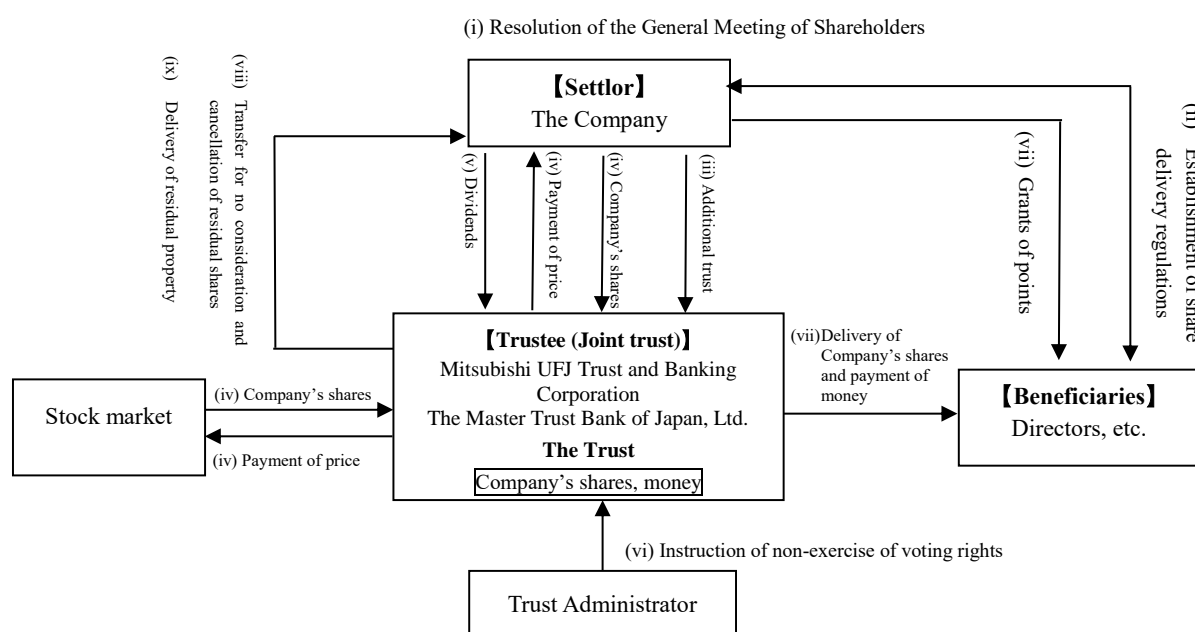 (i) Resolution of the General Meeting of Shareholders
【Settlor】
The Company
(ix) Delivery of residual property
(viii) Transfer for no consideration and
cancellation of residual shares
(v) Dividends
(iv) Payment of price
(iv) Company's shares
(iii) Additional trust
(vii) Grants of points
Establishment of share
delivery regulations
【Trustee (Joint trust)】
Mitsubishi UFJ Trust and Banking
Corporation
The Master Trust Bank of Japan, Ltd.
The Trust
Company's shares, money
Stock market
(iv) Company's shares
(iv) Payment of price
(vii)Delivery of
Company's shares
and payment of
money
【Beneficiaries】
Directors, etc.
(vi) Instruction of non-exercise of voting rights
Trust Administrator